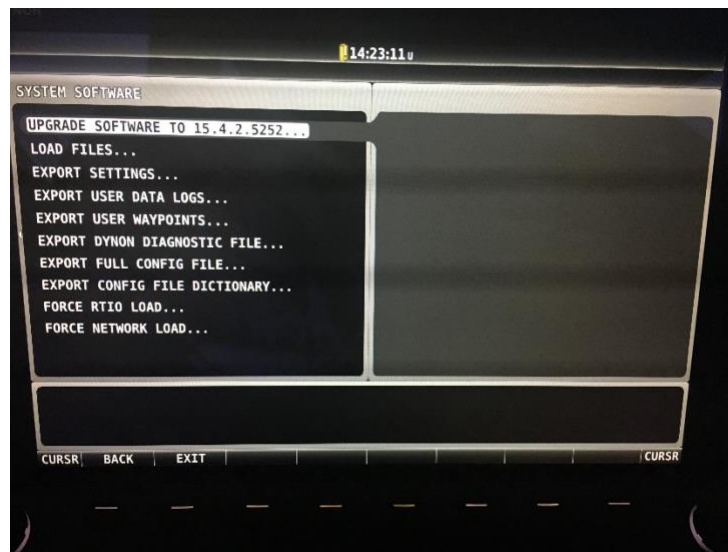 14:23:11U
SYSTEM SOFTWARE
UPGRADE SOFTWARE TO 15.4.2.5252...
LOAD FILES...
EXPORT SETTINGS...
EXPORT USER DATA LOGS...
EXPORT USER WAYPOINTS...
EXPORT DYNON DIAGNOSTIC FILE...
EXPORT FULL CONFIG FILE...
EXPORT CONFIG FILE DICTIONARY...
FORCE RTIO LOAD...
FORCE NETWORK LOAD...
CURSR BACK EXIT CURSR